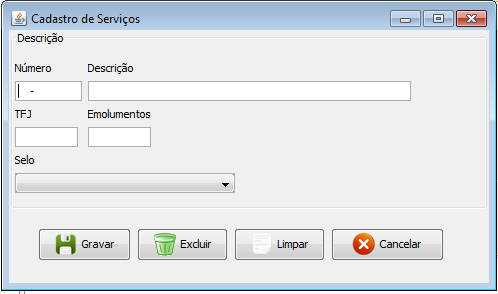 Cadastro de Serviços
Descrição
Número Descrição
-
TFJ Emolumentos
Selo
Gravar Excluir Limpar Cancelar